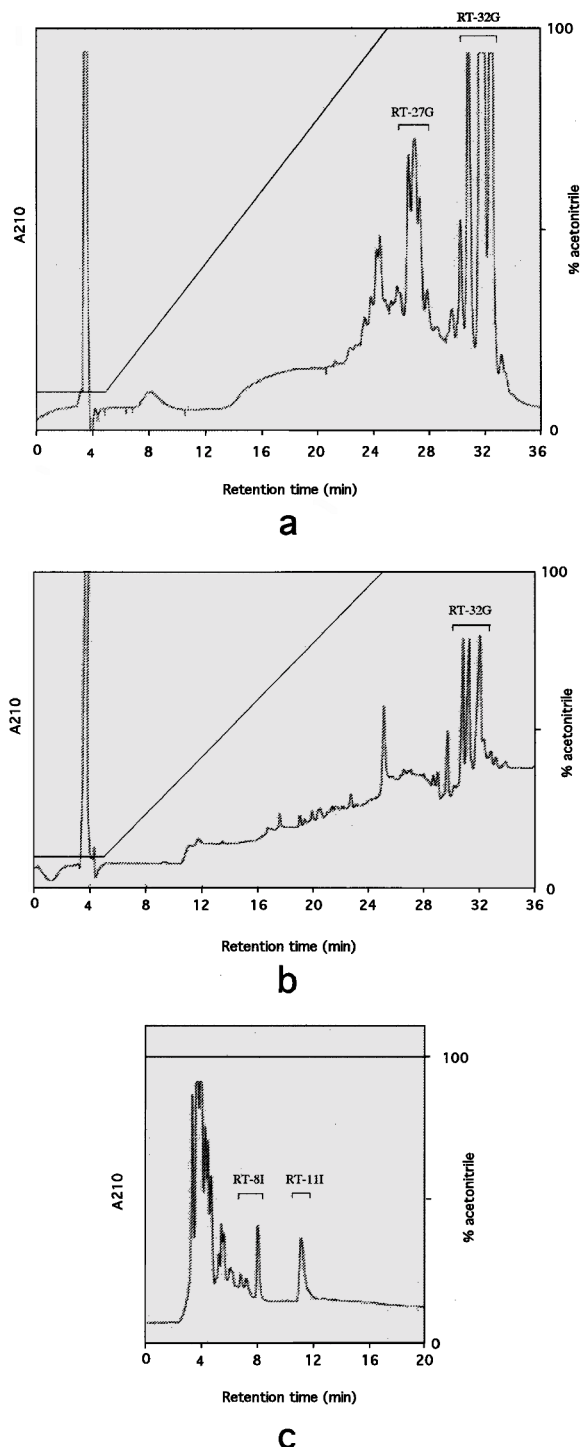 RT-32G
100
RT-27G
A210
% acetonitrile
0
0 4 8 12 16 20 24 28 32 36
Retention time (min)
a
100
RT-32G
A210
% acetonitrile
0
0 4 8 12 16 20 24 28 32 36
Retention time (min)
b
100
RT-8I RT-11I
A210
% acetonitrile
0
0 4 8 12 16 20
Retention time (min)
c